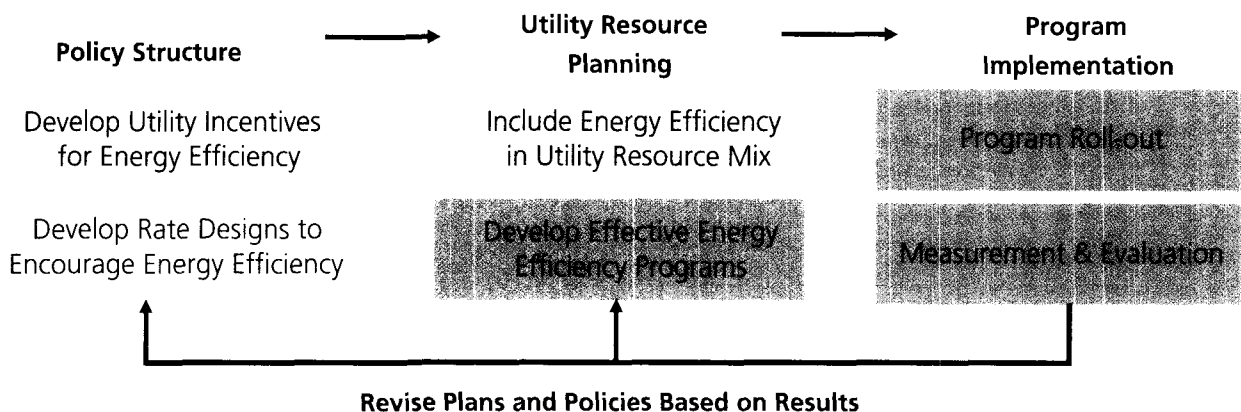 Policy Structure
Utility Resource
Planning
Program
Implementation
Develop Utility Incentives
for Energy Efficiency
Include Energy Efficiency
in Utility Resource Mix
Program Roll-out
Develop Rate Designs to
Encourage Energy Efficiency
Develop Effective Energy
Efficiency Programs
Measurement & Evaluation
Revise Plans and Policies Based on Results